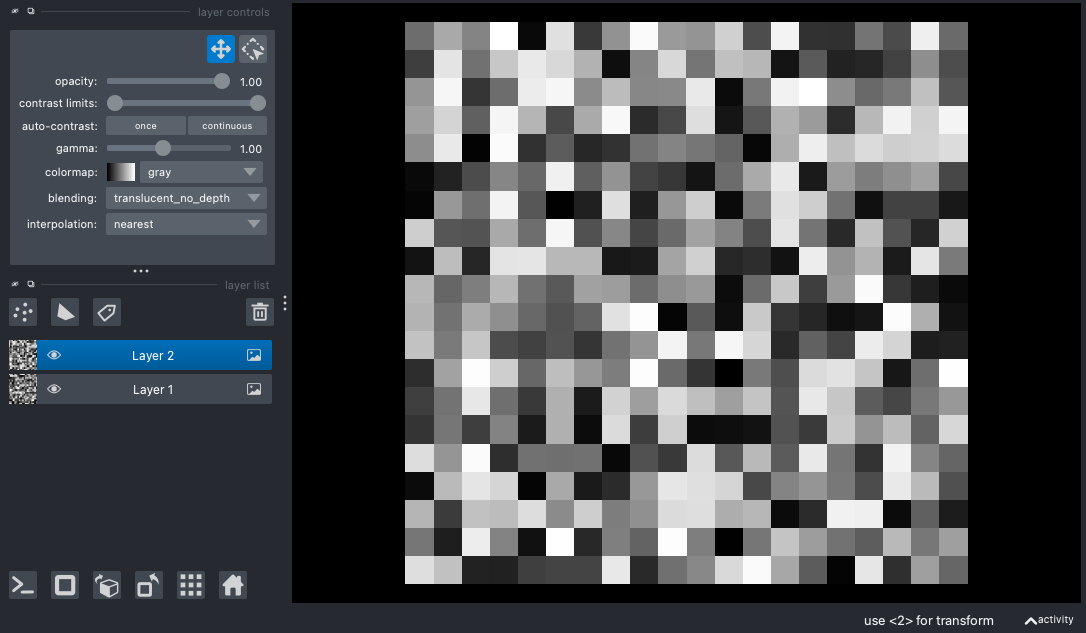 layer controls
opacity: 1.00
contrast limits:
auto-contrast: once continuous
gamma: 1.00
colormap: gray
blending: translucent_no_depth
interpolation: nearest
layer list
Layer 2
Layer 1
use <2> for transform
activity